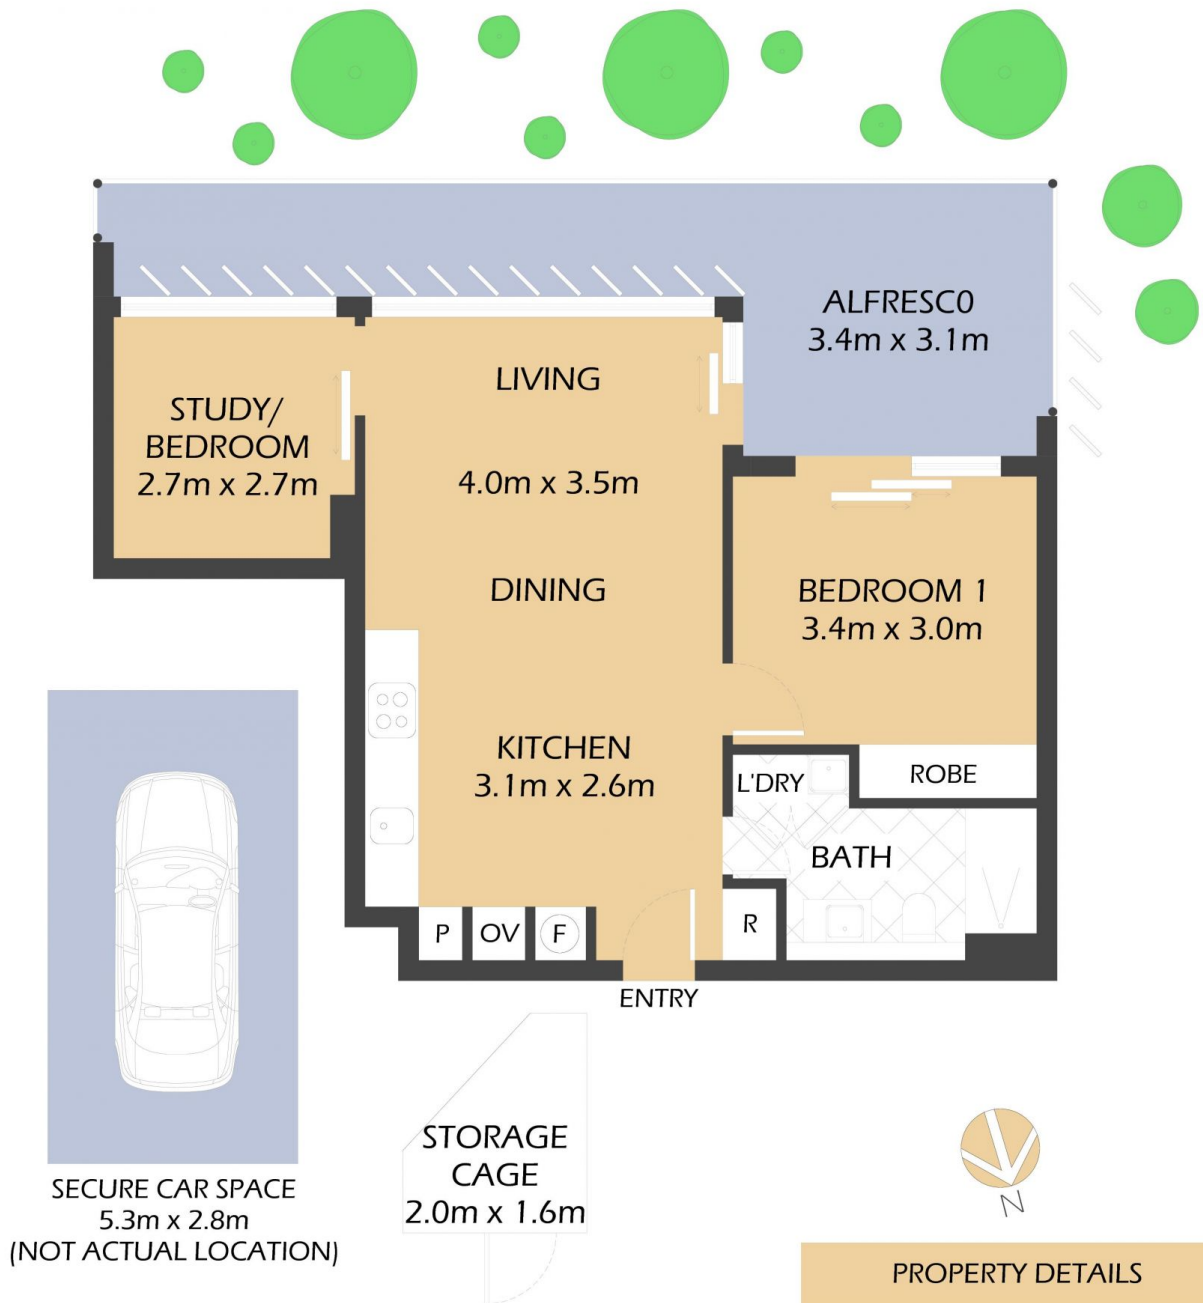 ALFRESC0
3.4m x 3.1m
LIVING
STUDY/
BEDROOM
2.7m x 2.7m
4.0m x 3.5m
DINING
BEDROOM 1
3.4m x 3.0m
KITCHEN
3.1m x 2.6m
L'DRY
ROBE
BATH
P
OV
F
R
ENTRY
STORAGE
CAGE
2.0m x 1.6m
SECURE CAR SPACE
5.3m x 2.8m
(NOT ACTUAL LOCATION)
N
PROPERTY DETAILS